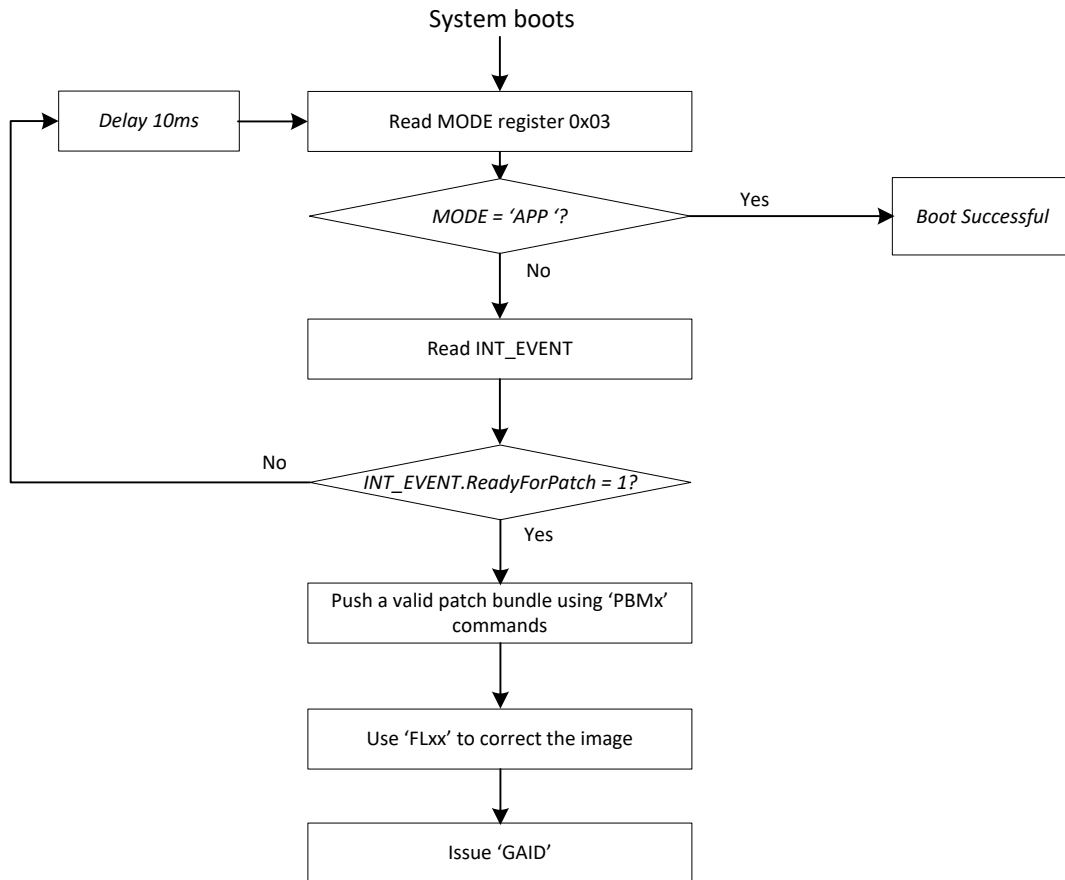 System boots
Delay 10ms
Read MODE register 0x03
MODE = ‘APP ‘?
Yes
Boot Successful
No
Read INT_EVENT
No
INT_EVENT.ReadyForPatch = 1?
Yes
Push a valid patch bundle using ‘PBMx’
commands
Use ‘FLxx’ to correct the image
Issue ‘GAID’